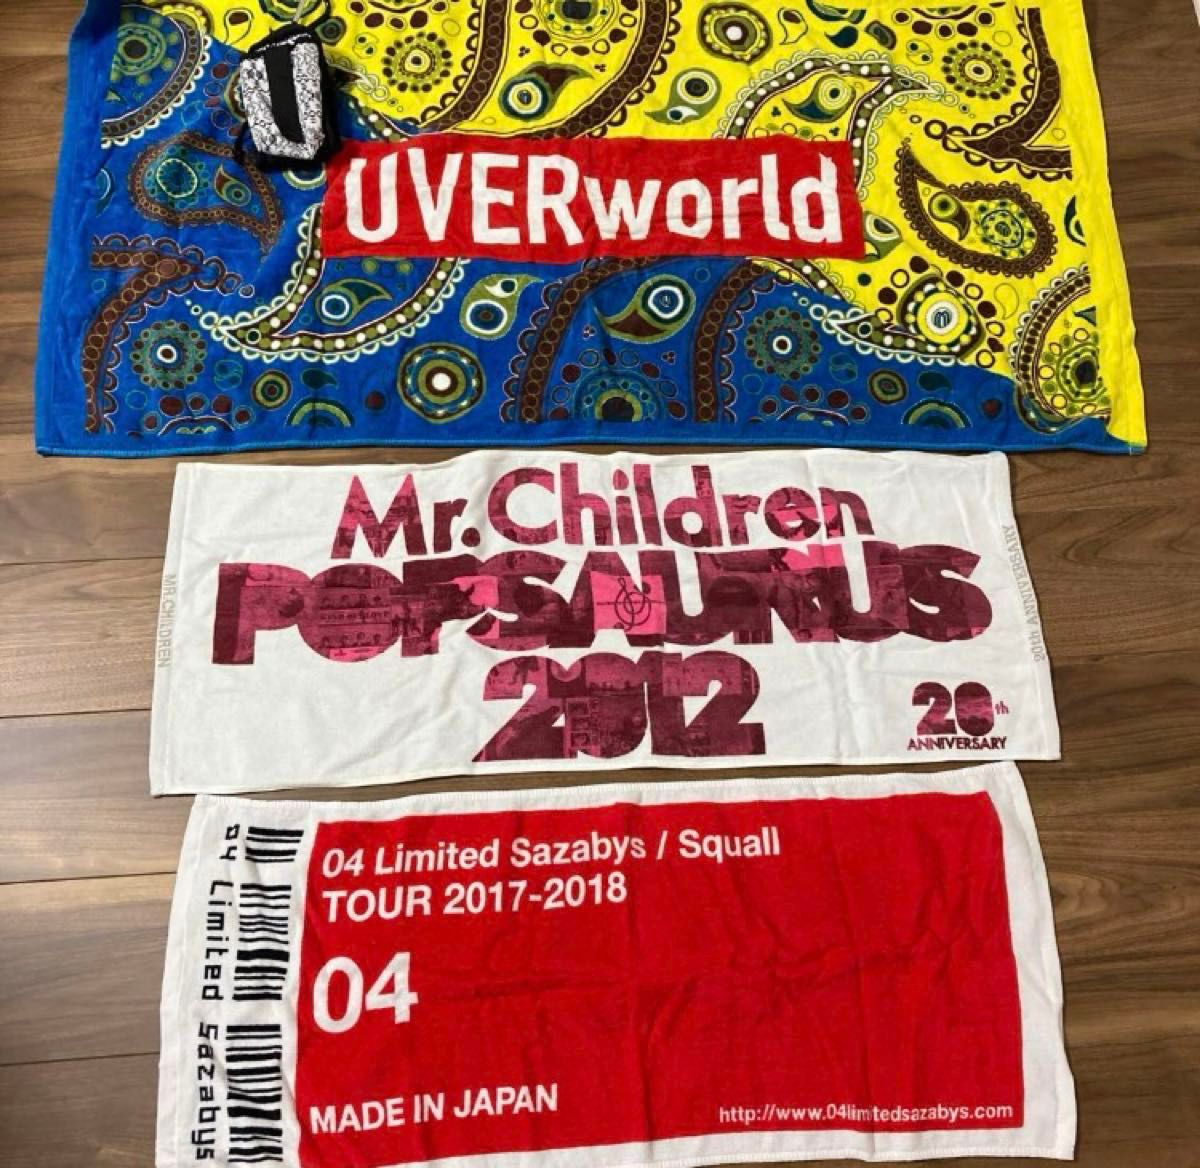 UVERworld
Mr.Children
POPSAURUS
2012
20th
ANNIVERSARY
MR.CHILDREN
20th ANNIVERSARY
04 Limited Sazabys / Squall
TOUR 2017-2018
04
MADE IN JAPAN
http://www.04limitedsazabys.com
04 Limited Sazabys